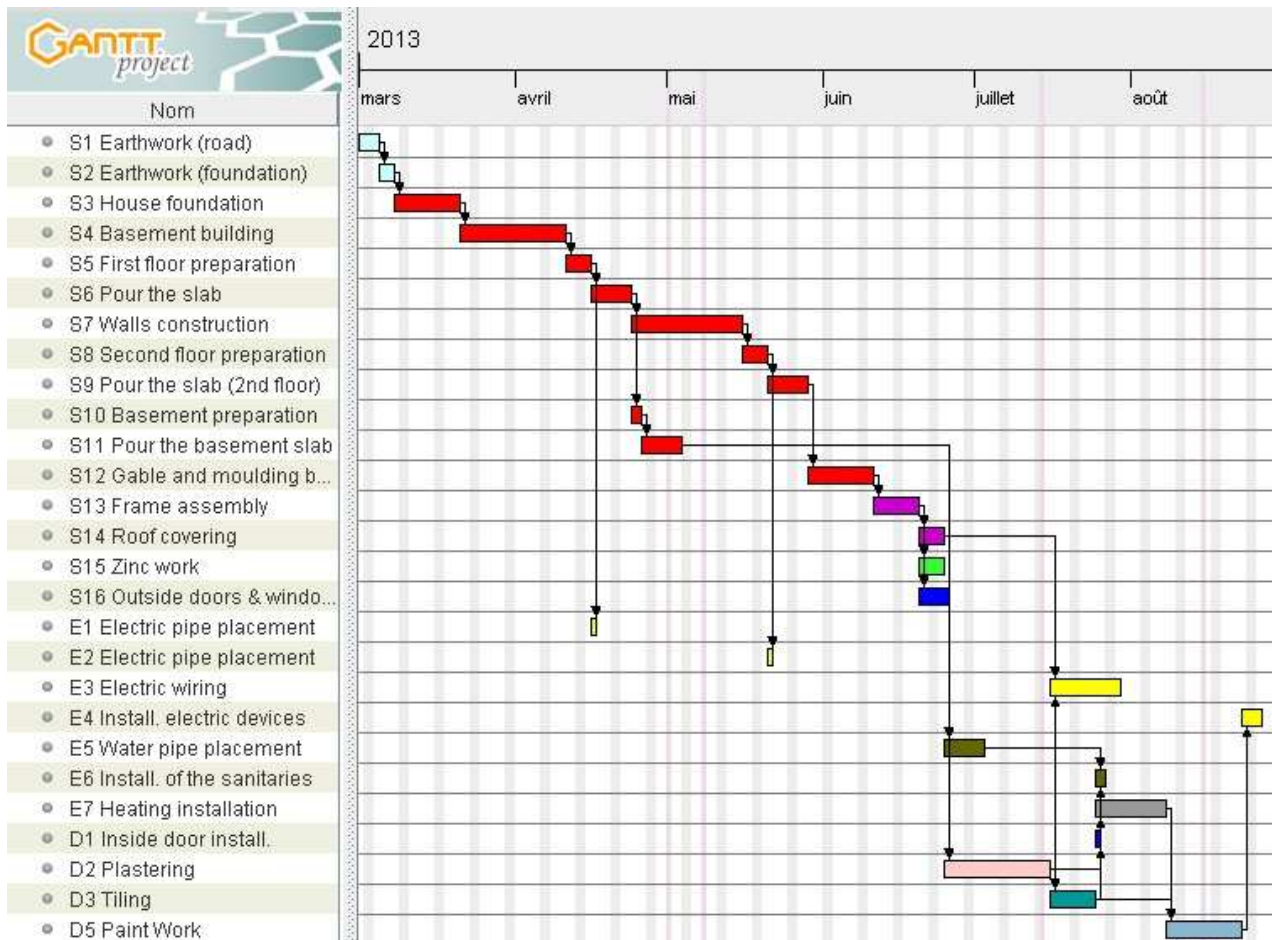 GANTT
project
2013
mars avril mai juin juillet août
Nom
S1 Earthwork (road)
S2 Earthwork (foundation)
S3 House foundation
S4 Basement building
S5 First floor preparation
S6 Pour the slab
S7 Walls construction
S8 Second floor preparation
S9 Pour the slab (2nd floor)
S10 Basement preparation
S11 Pour the basement slab
S12 Gable and moulding b...
S13 Frame assembly
S14 Roof covering
S15 Zinc work
S16 Outside doors & windo...
E1 Electric pipe placement
E2 Electric pipe placement
E3 Electric wiring
E4 Install. electric devices
E5 Water pipe placement
E6 Install. of the sanitaries
E7 Heating installation
D1 Inside door install.
D2 Plastering
D3 Tiling
D5 Paint Work